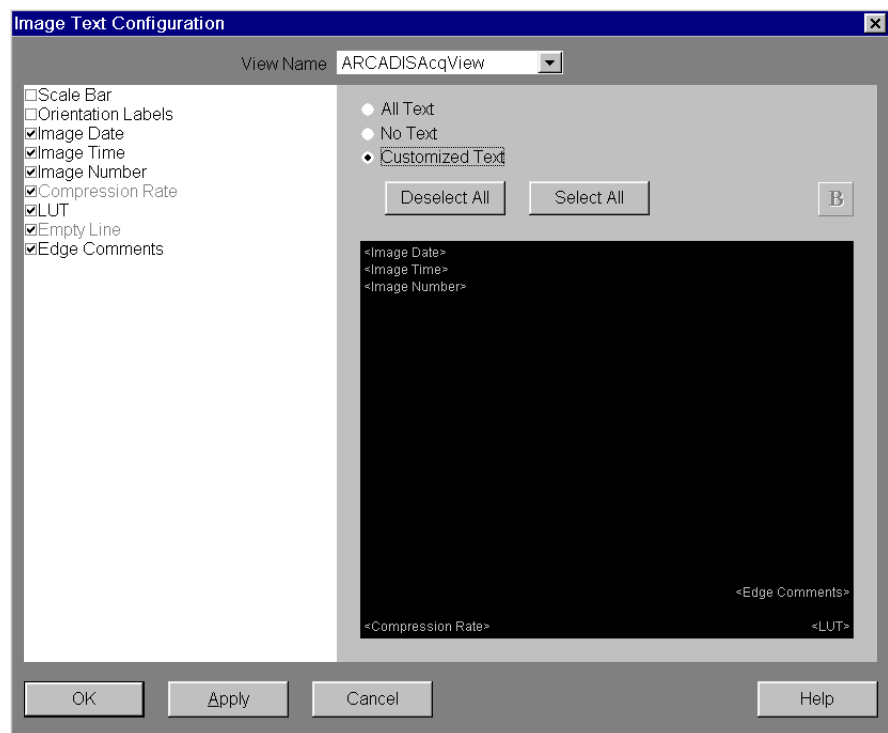 Image Text Configuration
View Name ARCADISAcqView
Scale Bar
Orientation Labels
Image Date
Image Time
Image Number
Compression Rate
LUT
Empty Line
Edge Comments
All Text
No Text
Customized Text
Deselect All Select All B
<Image Date>
<Image Time>
<Image Number>
<Edge Comments>
<Compression Rate> <LUT>
OK Apply Cancel Help